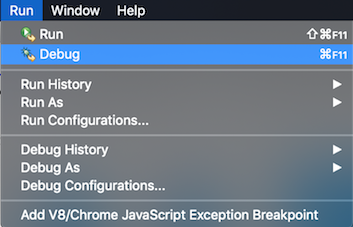 Run Window Help
Run ⇧⌘F11
Debug ⌘F11
Run History
Run As
Run Configurations...
Debug History
Debug As
Debug Configurations...
Add V8/Chrome JavaScript Exception Breakpoint